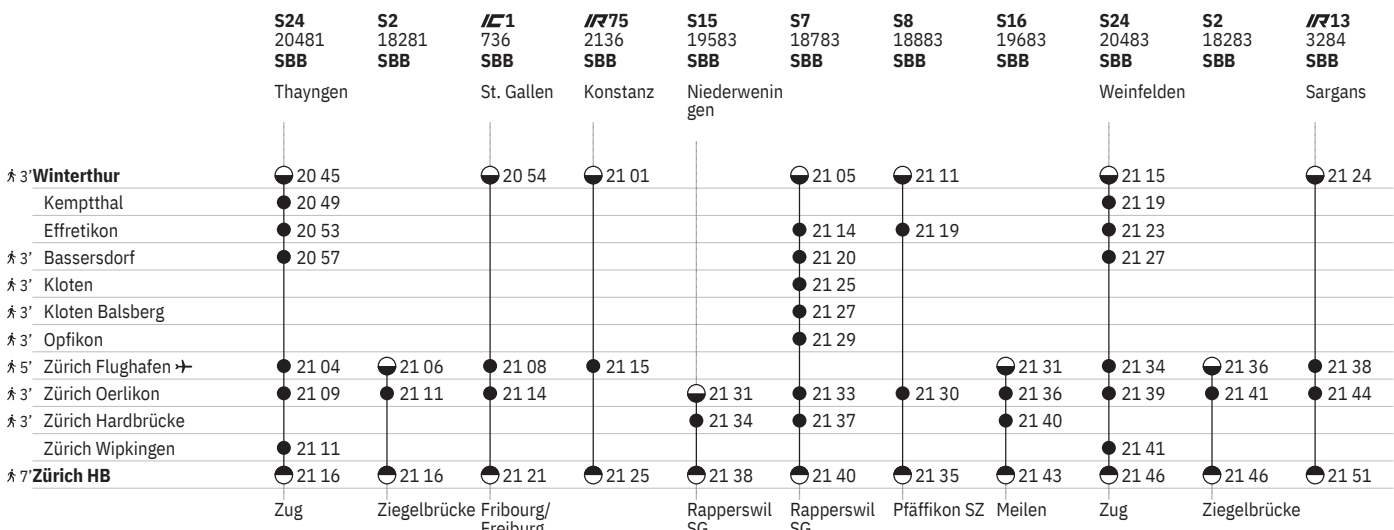 S24 S2 IC1 IR75 S15 S7 S8 S16 S24 S2 IR13
20481 18281 736 2136 19583 18783 18883 19683 20483 18283 3284
SBB SBB SBB SBB SBB SBB SBB SBB SBB SBB SBB
Thayngen St. Gallen Konstanz Niederwenin Weinfelden Sargans
gen
3' Winterthur 20 45 20 54 21 01 21 05 21 11 21 15 21 24
Kemptthal 20 49 21 19
Effretikon 20 53 21 14 21 19 21 23
3' Bassersdorf 20 57 21 20 21 27
3' Kloten 21 25
3' Kloten Balsberg 21 27
3' Opfikon 21 29
5' Zürich Flughafen 21 04 21 06 21 08 21 15 21 31 21 34 21 36 21 38
3' Zürich Oerlikon 21 09 21 11 21 14 21 31 21 33 21 30 21 36 21 39 21 41 21 44
3' Zürich Hardbrücke 21 34 21 37 21 40
Zürich Wipkingen 21 11 21 41
7' Zürich HB 21 16 21 16 21 21 21 25 21 38 21 40 21 35 21 43 21 46 21 46 21 51
Zug Ziegelbrücke Fribourg/ Rapperswil Rapperswil Pfäffikon SZ Meilen Zug Ziegelbrücke
Freiburg SG SG